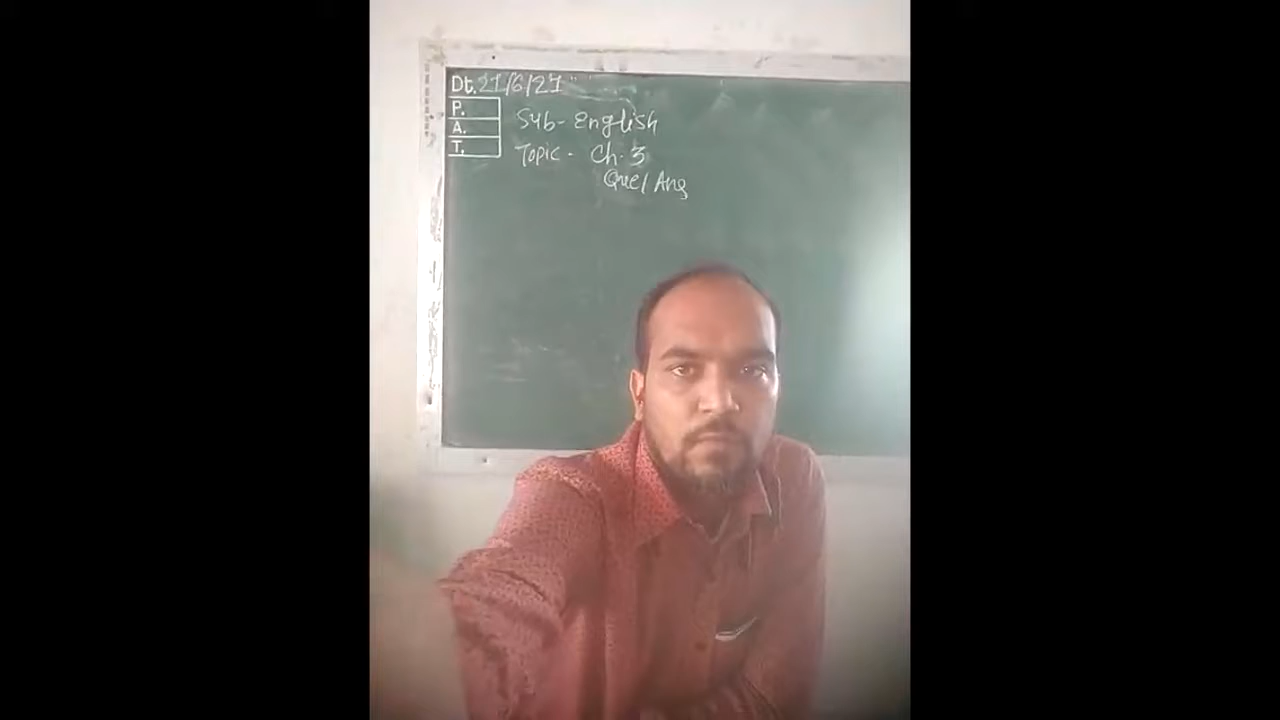 Dt. 21/6/21
P.
A.
T.
Sub- English
Topic - Ch. 3
Que/Ans